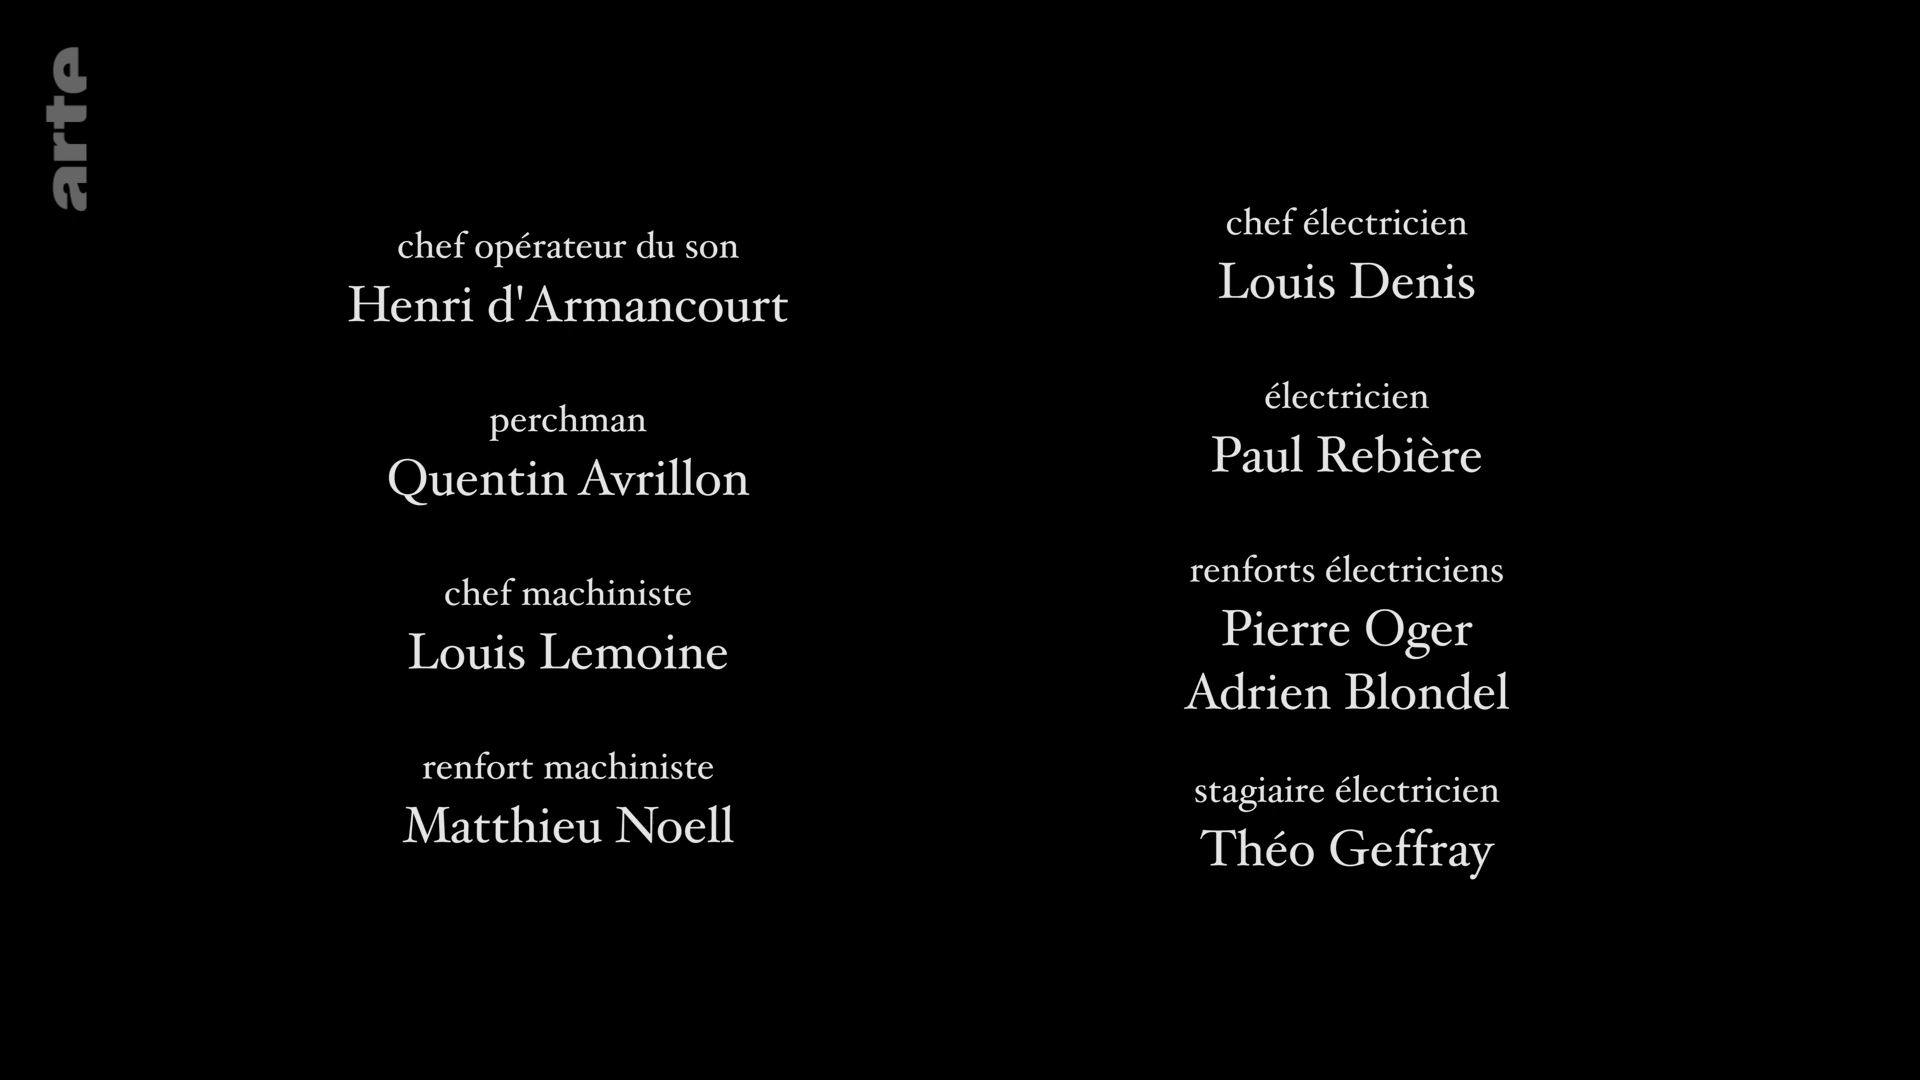 arte
chef opérateur du son
Henri d'Armancourt
perchman
Quentin Avrillon
chef machiniste
Louis Lemoine
renfort machiniste
Matthieu Noell
chef électricien
Louis Denis
électricien
Paul Rebière
renforts électriciens
Pierre Oger
Adrien Blondel
stagiaire électricien
Théo Geffray